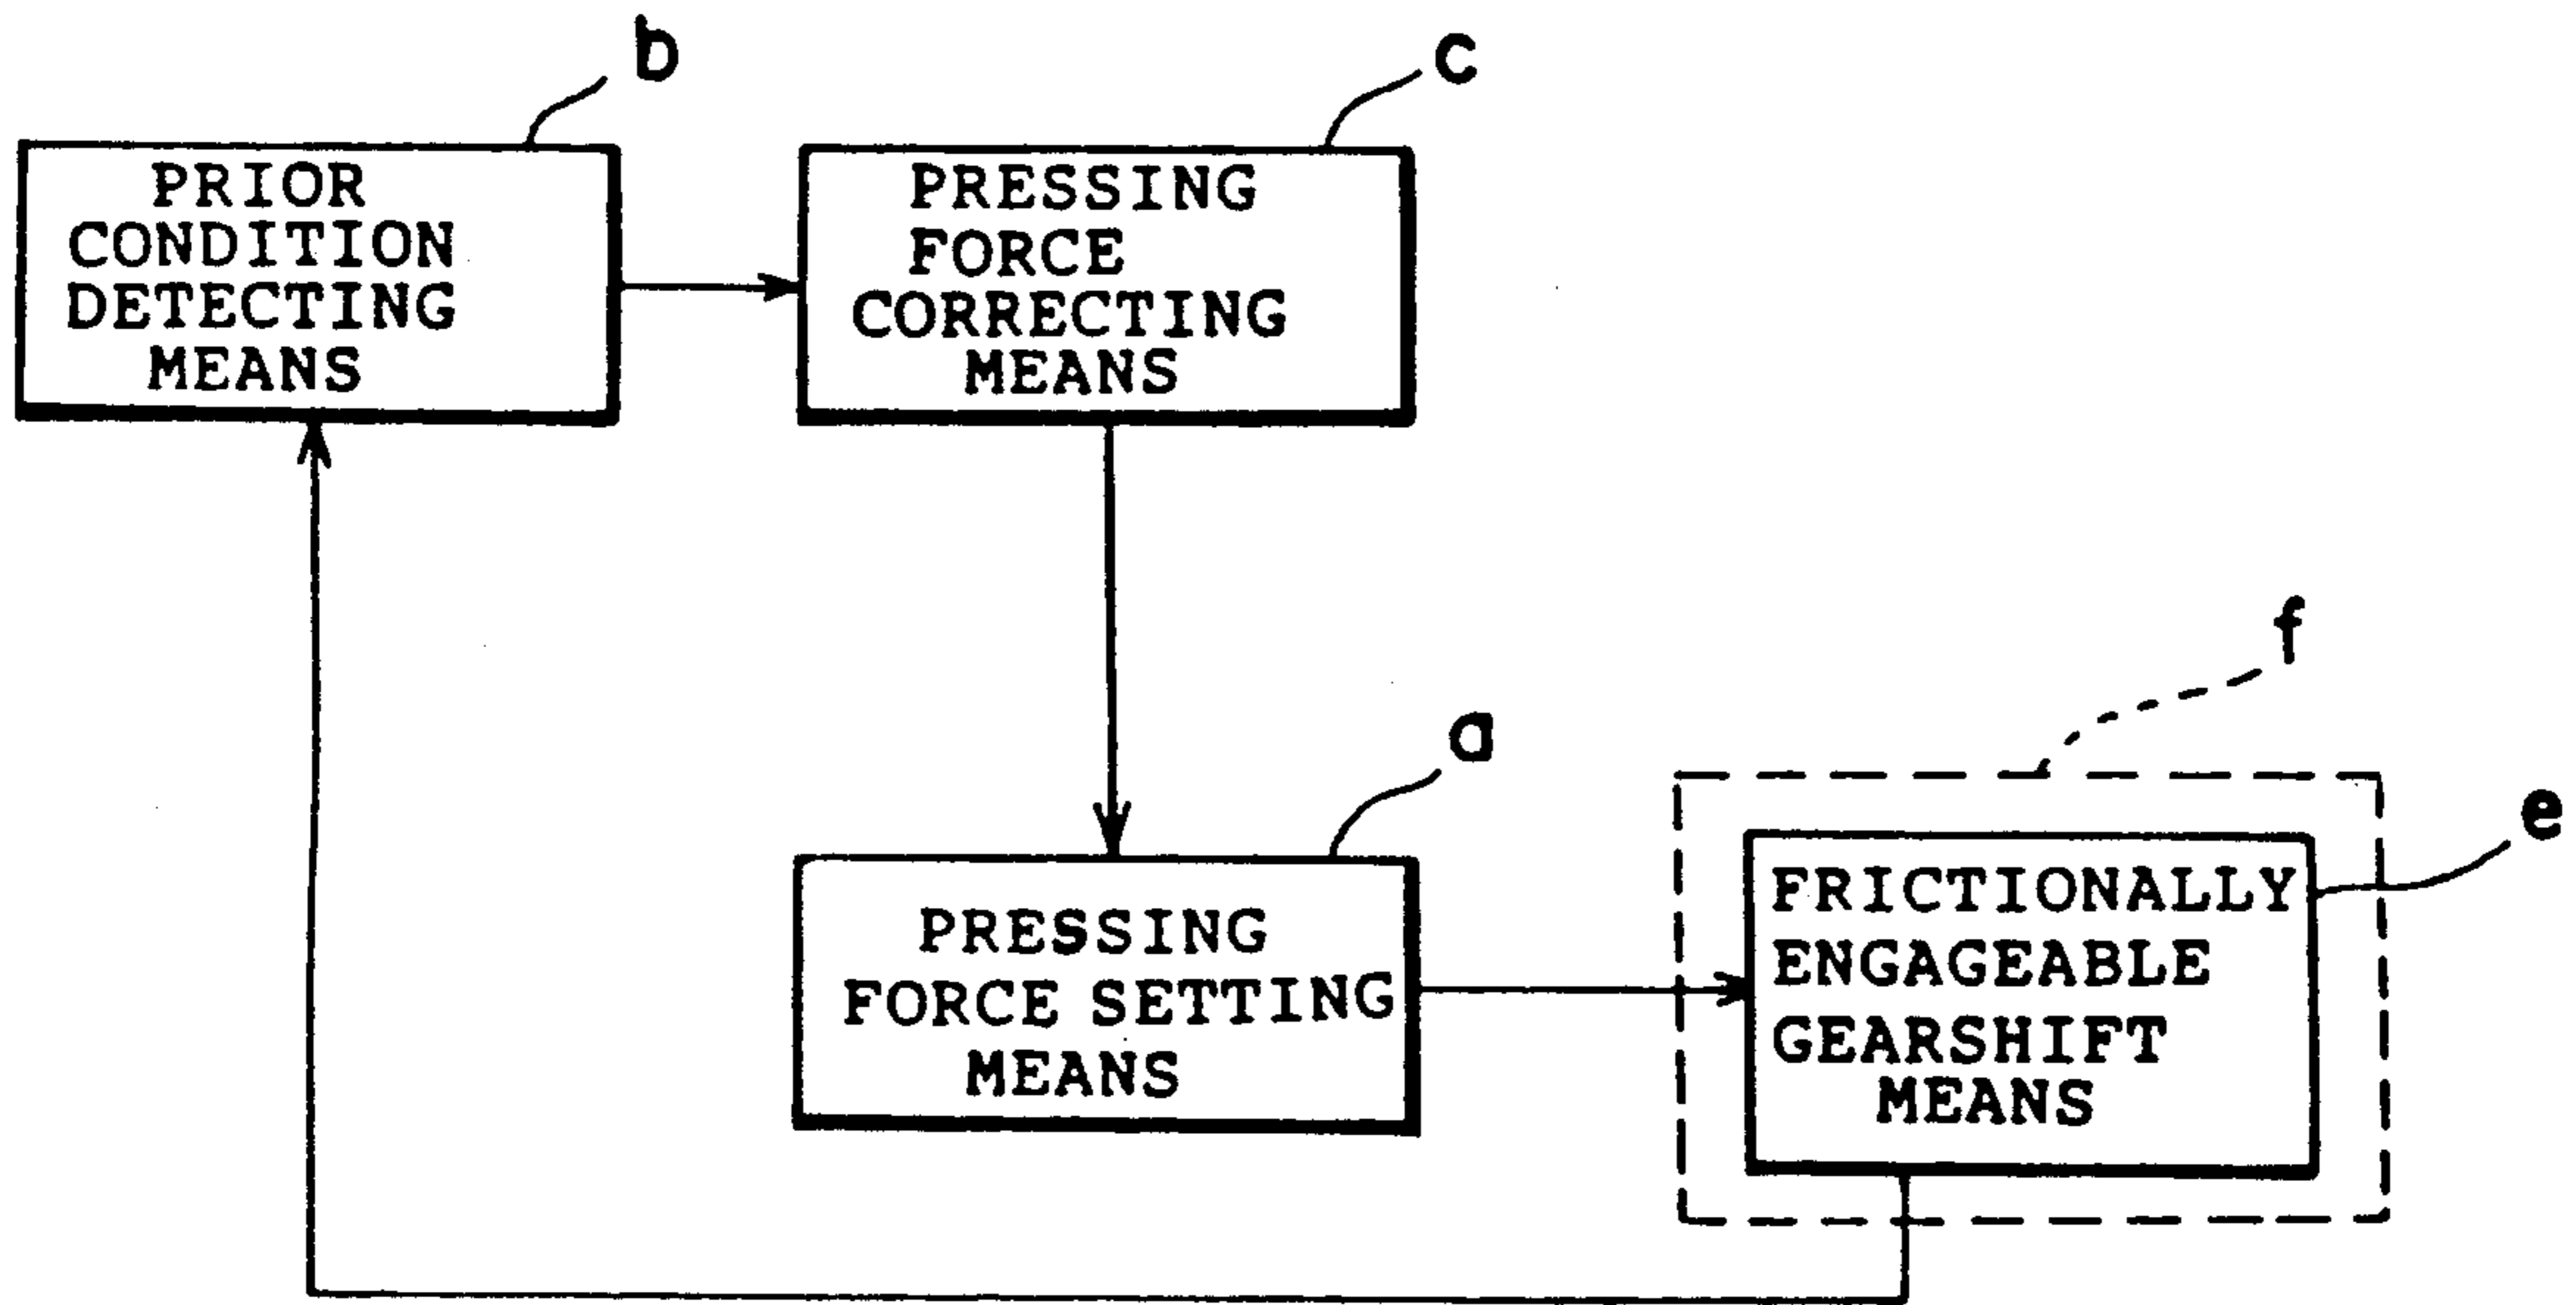 b
PRIOR
CONDITION
DETECTING
MEANS
c
PRESSING
FORCE
CORRECTING
MEANS
a
PRESSING
FORCE SETTING
MEANS
f
e
FRICTIONALLY
ENGAGEABLE
GEARSHIFT
MEANS